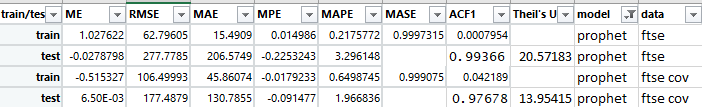 train/tes ME RMSE MAE MPE MAPE MASE ACF1 Theil's U model data
train 1.027622 62.79605 15.4909 0.014986 0.2175772 0.9997315 0.0007954 prophet ftse
test -0.0278798 277.7785 206.5749 -0.2253243 3.296148 0.99366 20.57183 prophet ftse
train -0.515327 106.49993 45.86074 -0.0179233 0.6498745 0.999075 0.042189 prophet ftse cov
test 6.50E-03 177.4879 130.7855 -0.091477 1.966836 0.97678 13.95415 prophet ftse cov